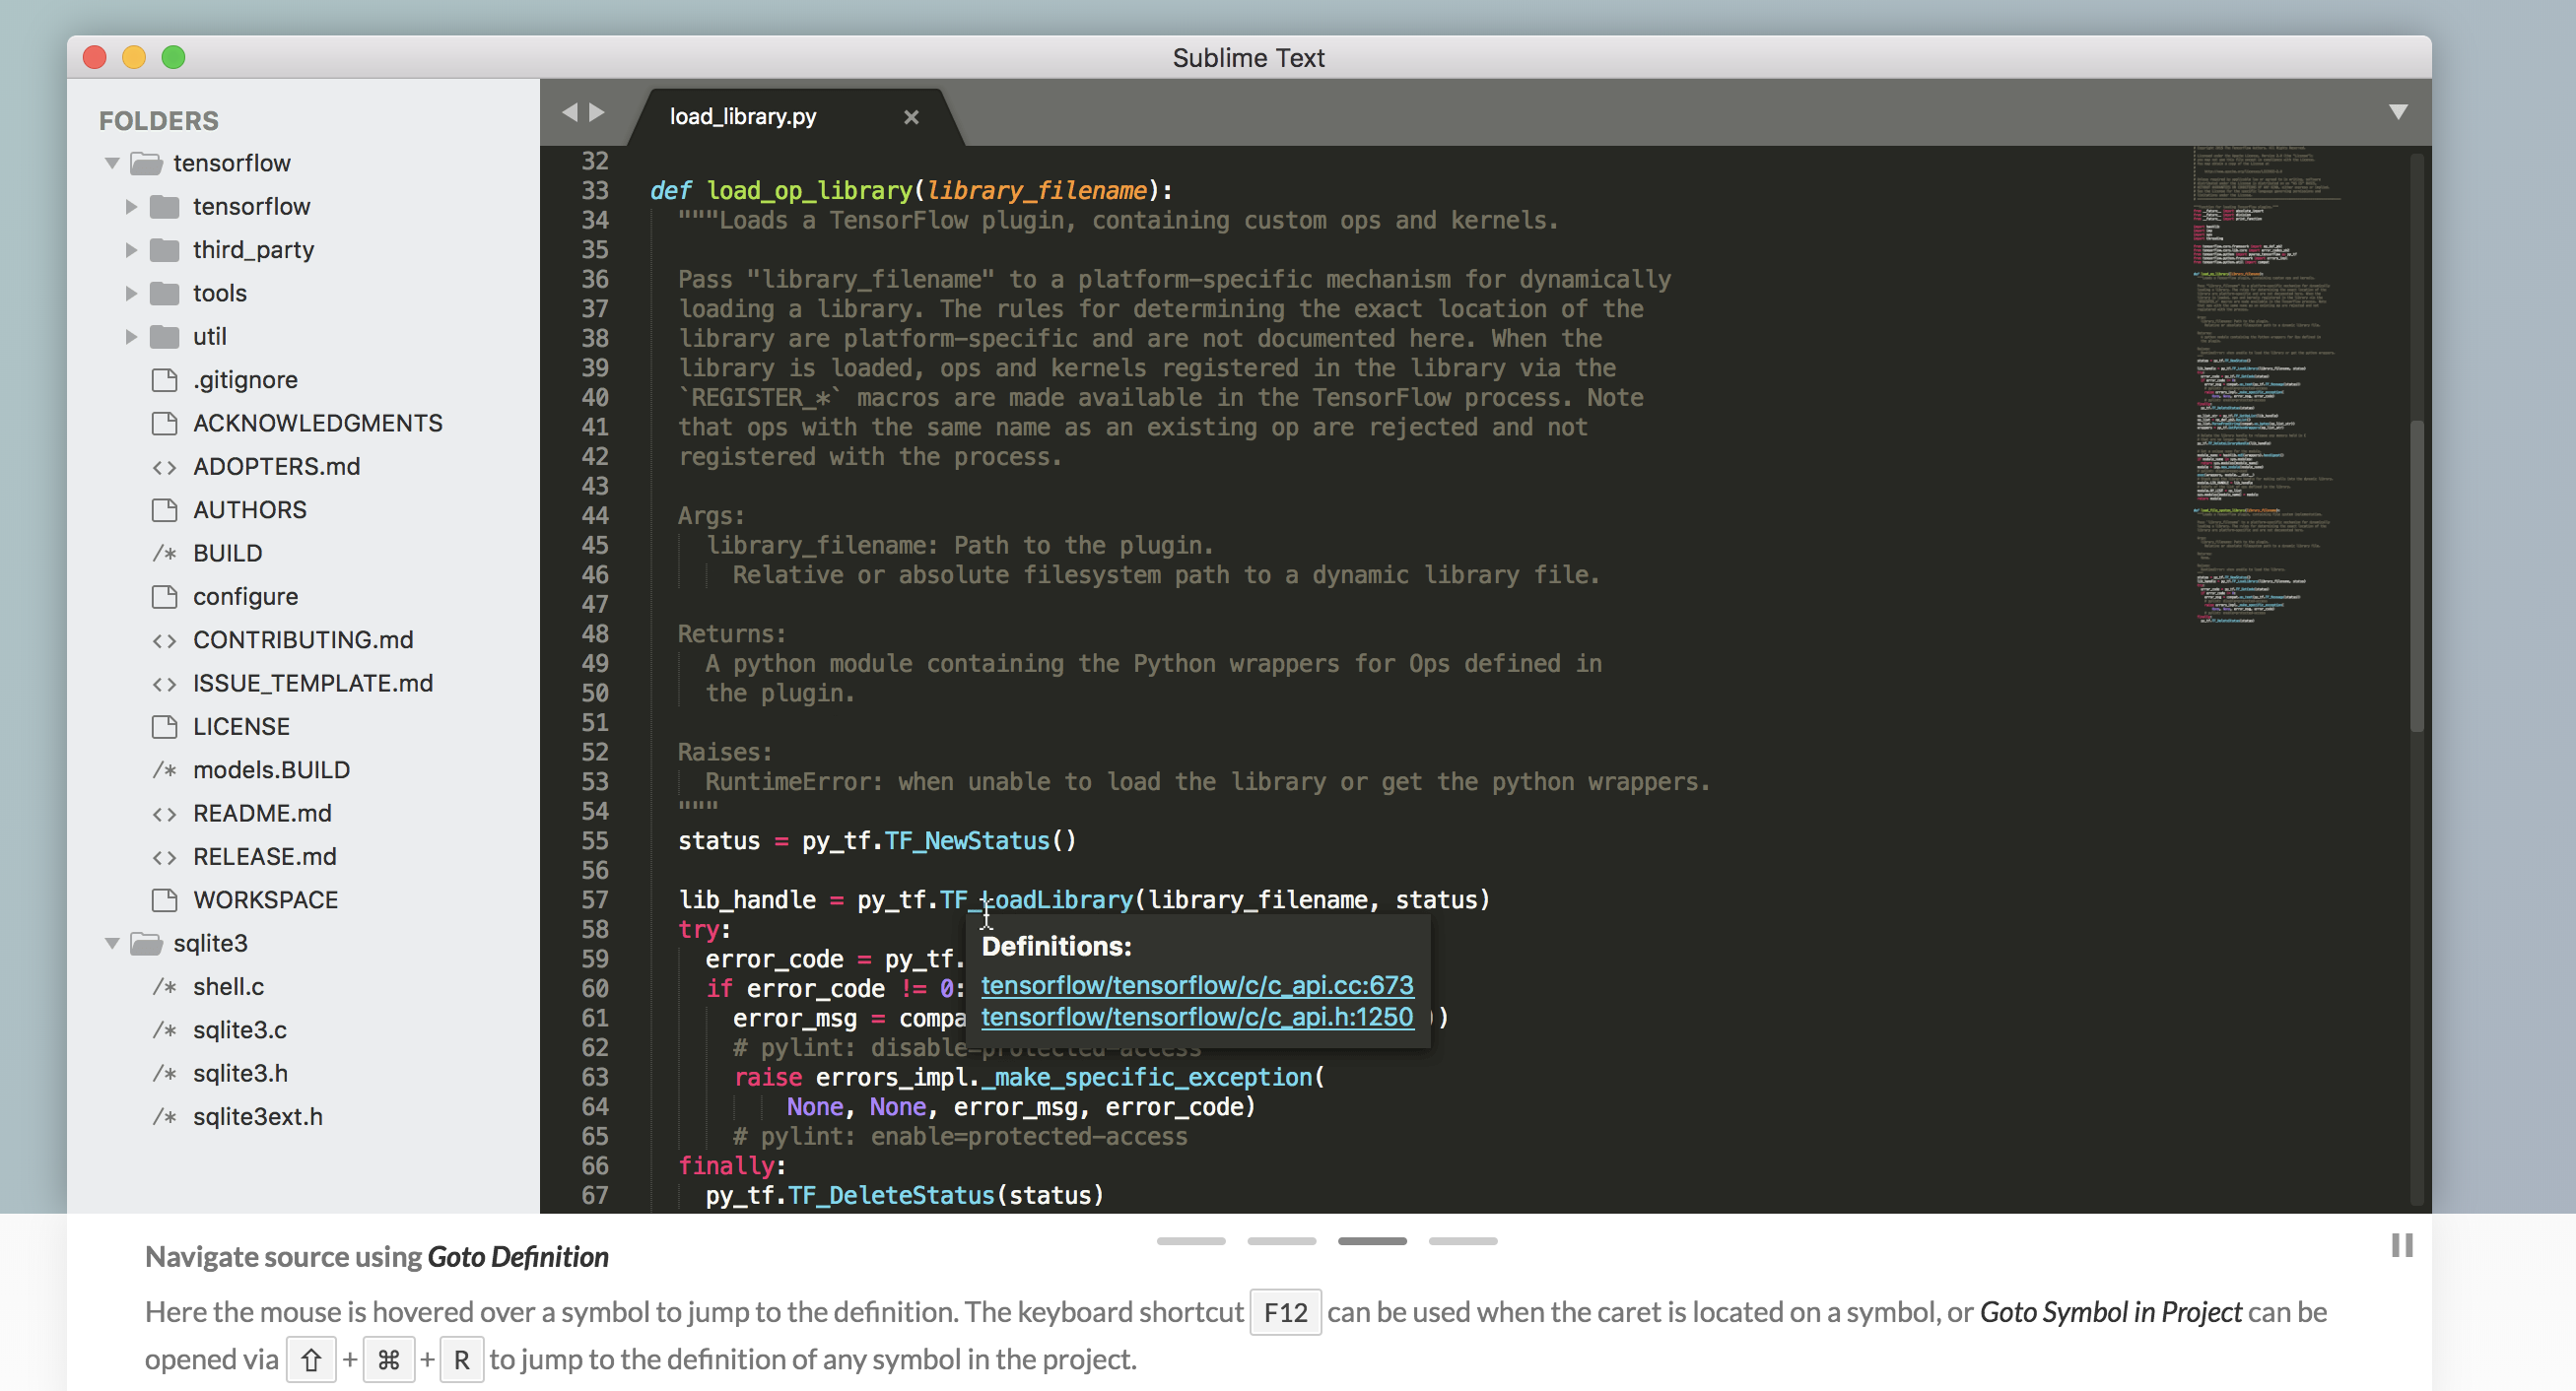 Sublime Text
FOLDERS
tensorflow
tensorflow
third_party
tools
util
.gitignore
ACKNOWLEDGMENTS
<> ADOPTERS.md
AUTHORS
/* BUILD
configure
<> CONTRIBUTING.md
<> ISSUE_TEMPLATE.md
LICENSE
/* models.BUILD
<> README.md
<> RELEASE.md
WORKSPACE
sqlite3
/* shell.c
/* sqlite3.c
/* sqlite3.h
/* sqlite3ext.h
load_library.py ×
32
33 def load_op_library(library_filename):
34 """Loads a TensorFlow plugin, containing custom ops and kernels.
35
36 Pass "library_filename" to a platform-specific mechanism for dynamically
37 loading a library. The rules for determining the exact location of the
38 library are platform-specific and are not documented here. When the
39 library is loaded, ops and kernels registered in the library via the
40 `REGISTER_*` macros are made available in the TensorFlow process. Note
41 that ops with the same name as an existing op are rejected and not
42 registered with the process.
43
44 Args:
45 library_filename: Path to the plugin.
46 Relative or absolute filesystem path to a dynamic library file.
47
48 Returns:
49 A python module containing the Python wrappers for Ops defined in
50 the plugin.
51
52 Raises:
53 RuntimeError: when unable to load the library or get the python wrappers.
54 """
55 status = py_tf.TF_NewStatus()
56
57 lib_handle = py_tf.TF_LoadLibrary(library_filename, status)
58 try:
59 error_code = py_tf.
60 if error_code != 0:
61 error_msg = compa ))
62 # pylint: disable=protected-access
63 raise errors_impl._make_specific_exception(
64 None, None, error_msg, error_code)
65 # pylint: enable=protected-access
66 finally:
67 py_tf.TF_DeleteStatus(status)
Definitions:
tensorflow/tensorflow/c/c_api.cc:673
tensorflow/tensorflow/c/c_api.h:1250
Navigate source using Goto Definition
Here the mouse is hovered over a symbol to jump to the definition. The keyboard shortcut F12 can be used when the caret is located on a symbol, or Goto Symbol in Project can be
opened via ⇧ + ⌘ + R to jump to the definition of any symbol in the project.